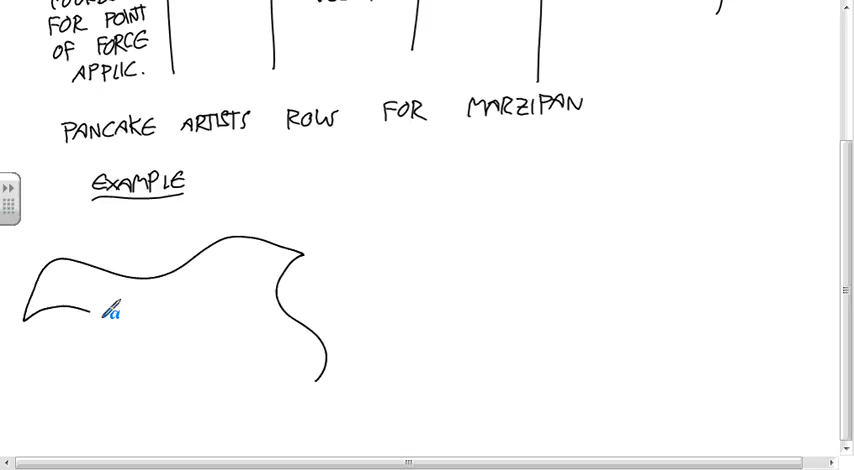 FOR POINT
OF FORCE
APPLIC.
PANCAKE ARTISTS ROW FOR MARZIPAN
EXAMPLE
a